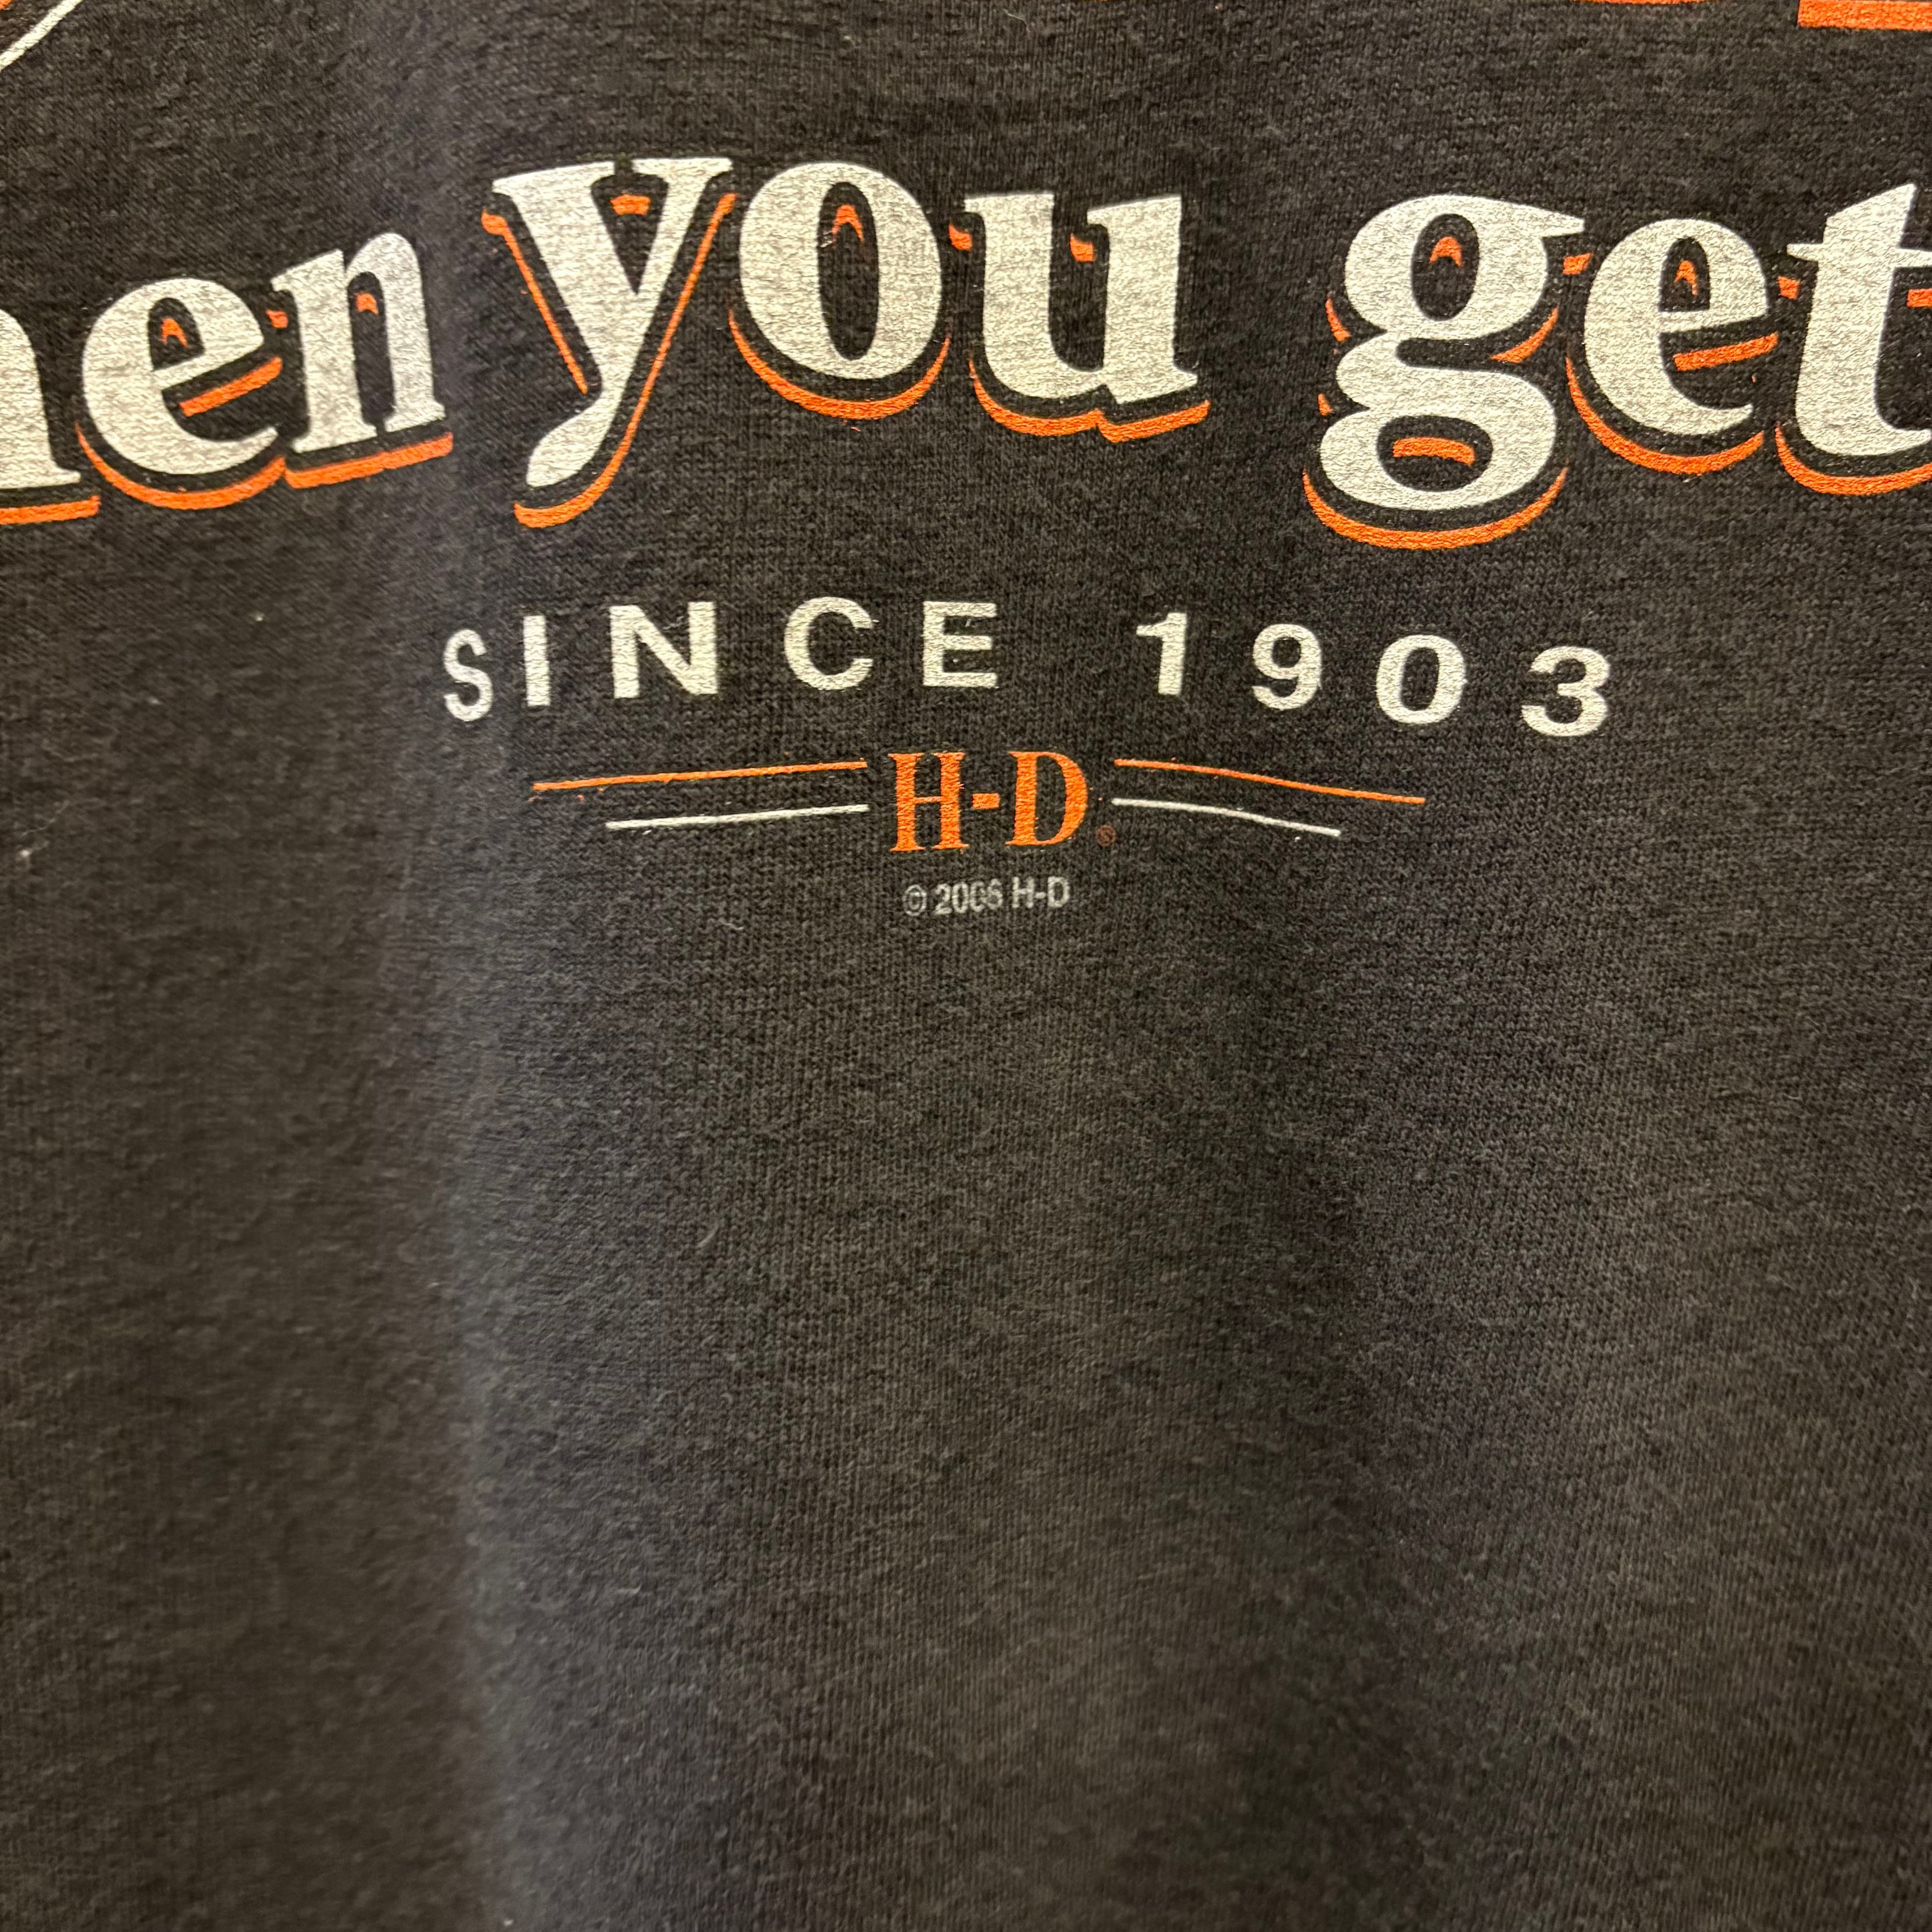 hen you get
SINCE 1903
H-D®
© 2006 H-D